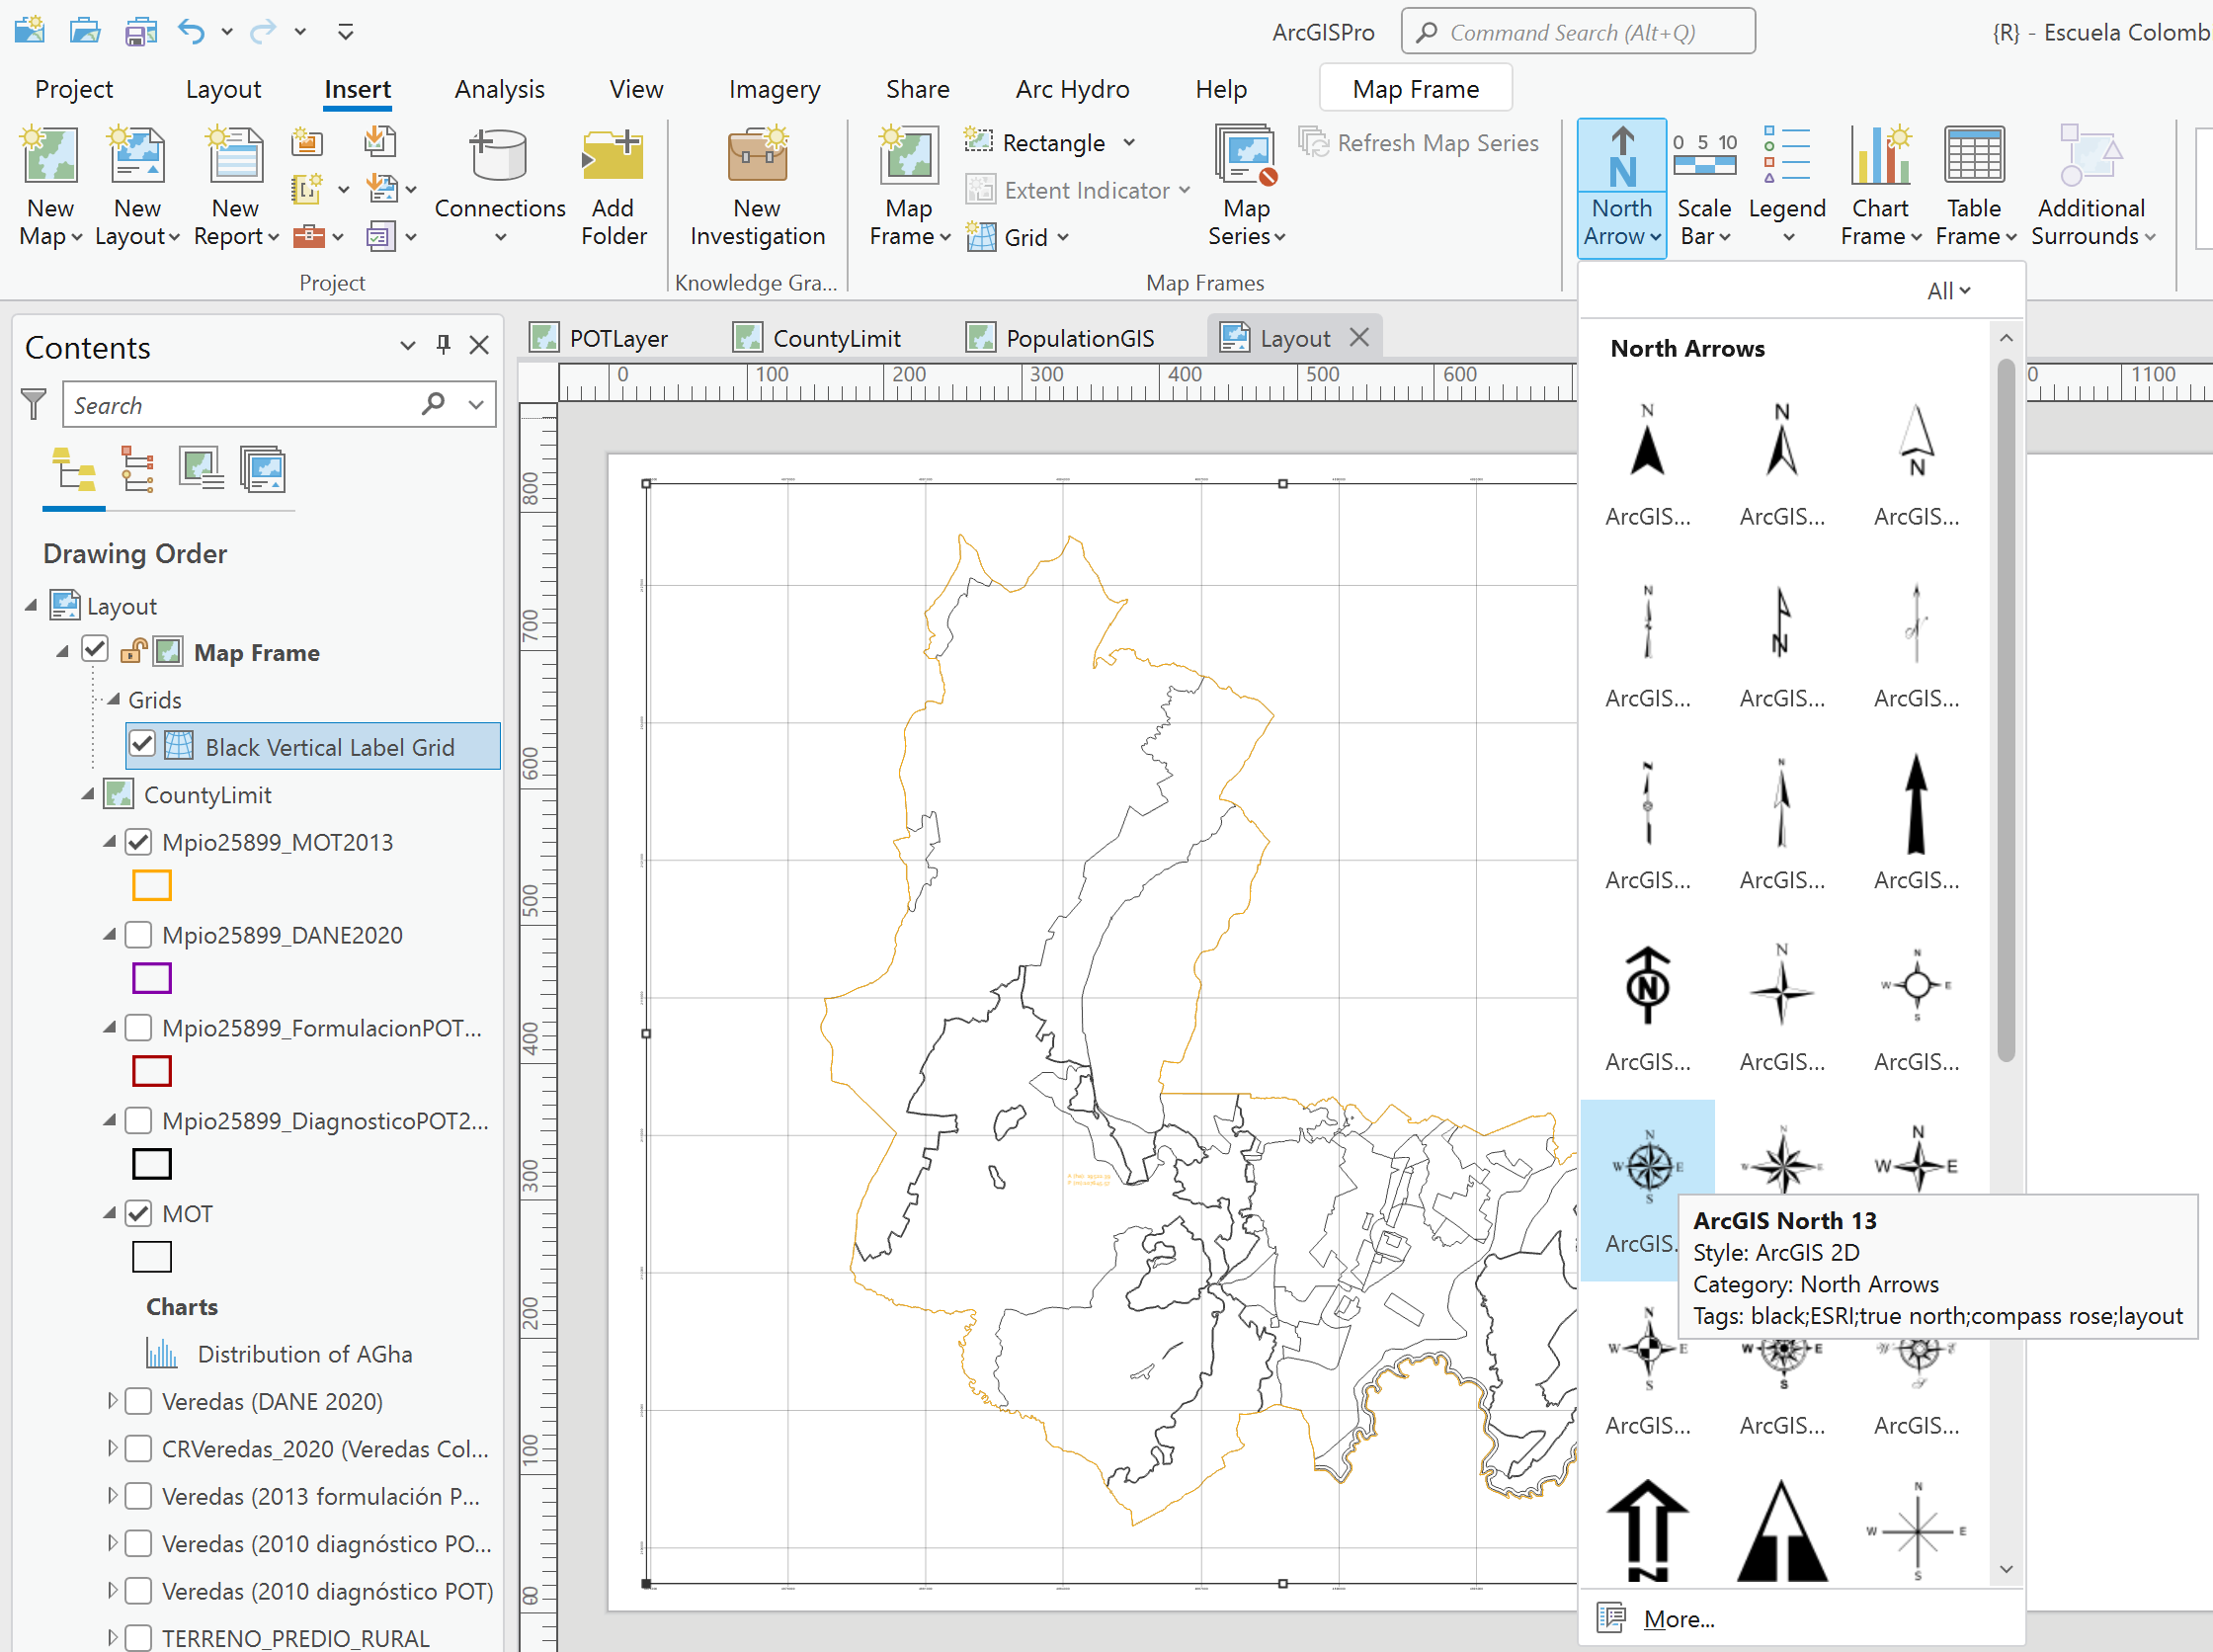 ArcGISPro
Command Search (Alt+Q)
{R} - Escuela Colomb
Project
Layout
Insert
Analysis
View
Imagery
Share
Arc Hydro
Help
Map Frame
New Map
New Layout
New Report
Connections
Add Folder
New Investigation
Map Frame
Rectangle
Extent Indicator
Grid
Map Series
Refresh Map Series
North Arrow
0 5 10
Scale Bar
Legend
Chart Frame
Table Frame
Additional Surrounds
Project
Knowledge Gra...
Map Frames
All
Contents
Search
Drawing Order
Layout
Map Frame
Grids
Black Vertical Label Grid
CountyLimit
Mpio25899_MOT2013
Mpio25899_DANE2020
Mpio25899_FormulacionPOT...
Mpio25899_DiagnosticoPOT2...
MOT
Charts
Distribution of AGha
Veredas (DANE 2020)
CRVeredas_2020 (Veredas Col...
Veredas (2013 formulación P...
Veredas (2010 diagnóstico PO...
Veredas (2010 diagnóstico POT)
TERRENO_PREDIO_RURAL
POTLayer
CountyLimit
PopulationGIS
Layout
0 100 200 300 400 500 600
0 1100
800
700
600
500
400
300
200
100
North Arrows
N N N
ArcGIS... ArcGIS... ArcGIS...
N N N
ArcGIS... ArcGIS... ArcGIS...
N N
ArcGIS... ArcGIS... ArcGIS...
N N N W E S
ArcGIS... ArcGIS... ArcGIS...
N W E S N W E N W E
ArcGIS.
ArcGIS North 13
Style: ArcGIS 2D
Category: North Arrows
Tags: black;ESRI;true north;compass rose;layout
N W E S W E S
ArcGIS... ArcGIS... ArcGIS...
N N W E S
More...